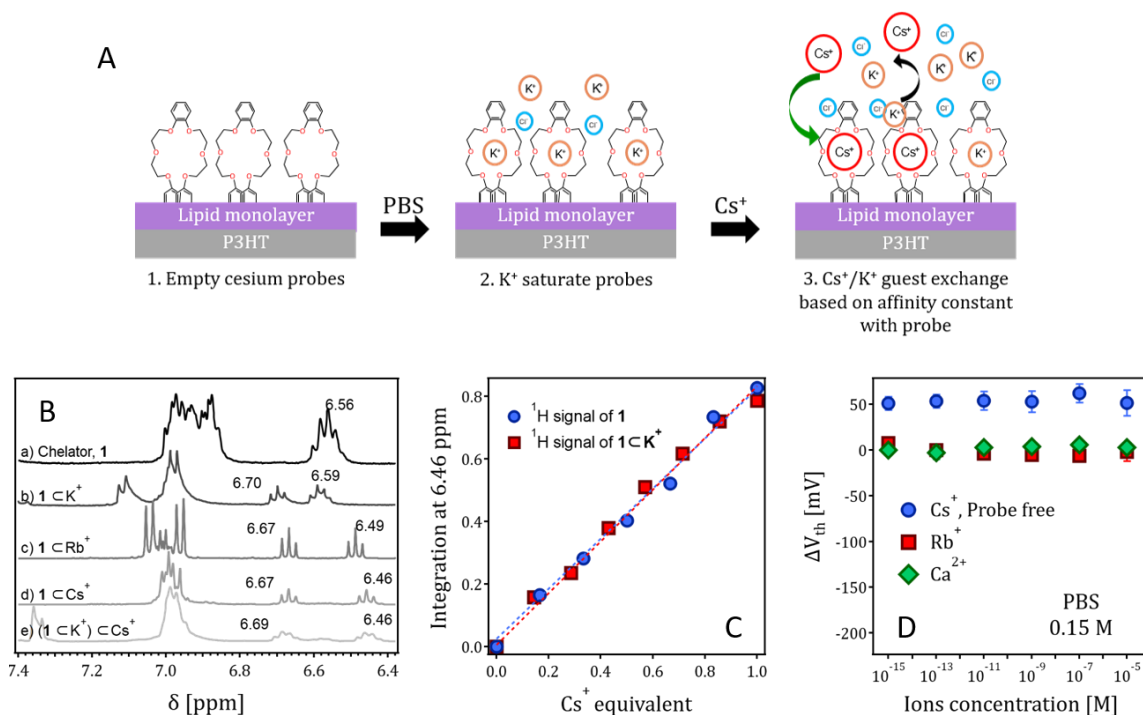 A
Lipid monolayer
P3HT
1. Empty cesium probes
PBS
K⁺ K⁺
Cl⁻ Cl⁻
K⁺ K⁺ K⁺
Lipid monolayer
P3HT
2. K⁺ saturate probes
Cs⁺
Cs⁺ Cl⁻ Cs⁺ Cl⁻
K⁺ K⁺ K⁺
Cl⁻
Cl⁻ Cl⁻ K⁺ Cl⁻
Cs⁺ Cs⁺ K⁺
Lipid monolayer
P3HT
3. Cs⁺/K⁺ guest exchange
based on affinity constant
with probe
B
6.56
a) Chelator, 1
6.70 6.59
b) 1 ⊂ K⁺
6.67 6.49
c) 1 ⊂ Rb⁺
6.67 6.46
d) 1 ⊂ Cs⁺
6.69 6.46
e) (1 ⊂ K⁺) ⊂ Cs⁺
7.4 7.2 7.0 6.8 6.6 6.4
δ [ppm]
Integration at 6.46 ppm
0.8
0.6
0.4
0.2
0.0
¹H signal of 1
¹H signal of 1 ⊂ K⁺
C
0.0 0.2 0.4 0.6 0.8 1.0
Cs⁺ equivalent
ΔVth [mV]
50
0
-50
-100
-150
-200
Cs⁺, Probe free
Rb⁺
Ca²⁺
PBS
0.15 M
D
10⁻¹⁵ 10⁻¹³ 10⁻¹¹ 10⁻⁹ 10⁻⁷ 10⁻⁵
Ions concentration [M]